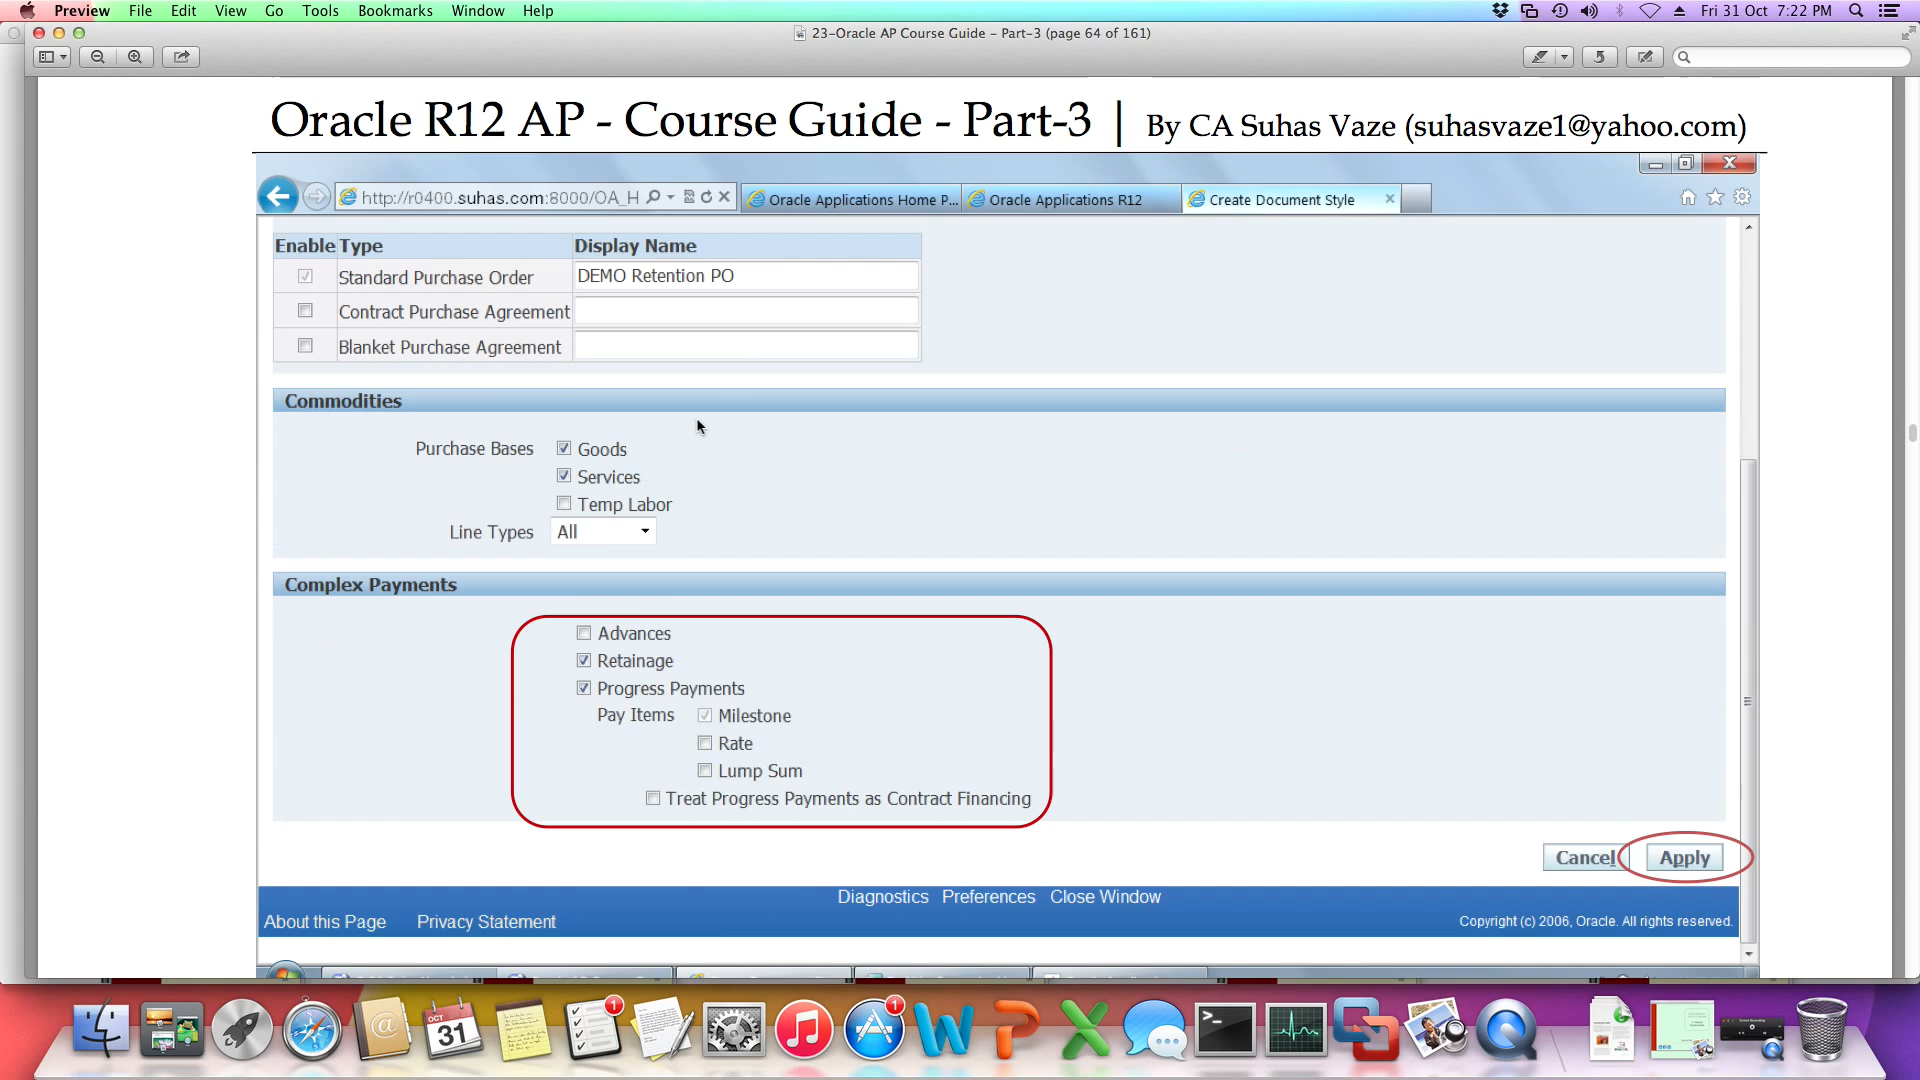 Preview File Edit View Go Tools Bookmarks Window Help Fri 31 Oct 7:22 PM
23-Oracle AP Course Guide - Part-3 (page 64 of 161)
Oracle R12 AP - Course Guide - Part-3 | By CA Suhas Vaze (suhasvaze1@yahoo.com)
http://r0400.suhas.com:8000/OA_H Oracle Applications Home P... Oracle Applications R12 Create Document Style
Enable Type Display Name
Standard Purchase Order DEMO Retention PO
Contract Purchase Agreement
Blanket Purchase Agreement
Commodities
Purchase Bases Goods
Services
Temp Labor
Line Types All
Complex Payments
Advances
Retainage
Progress Payments
Pay Items Milestone
Rate
Lump Sum
Treat Progress Payments as Contract Financing
Cancel Apply
Diagnostics Preferences Close Window
About this Page Privacy Statement Copyright (c) 2006, Oracle. All rights reserved.
OCT
31
1
1